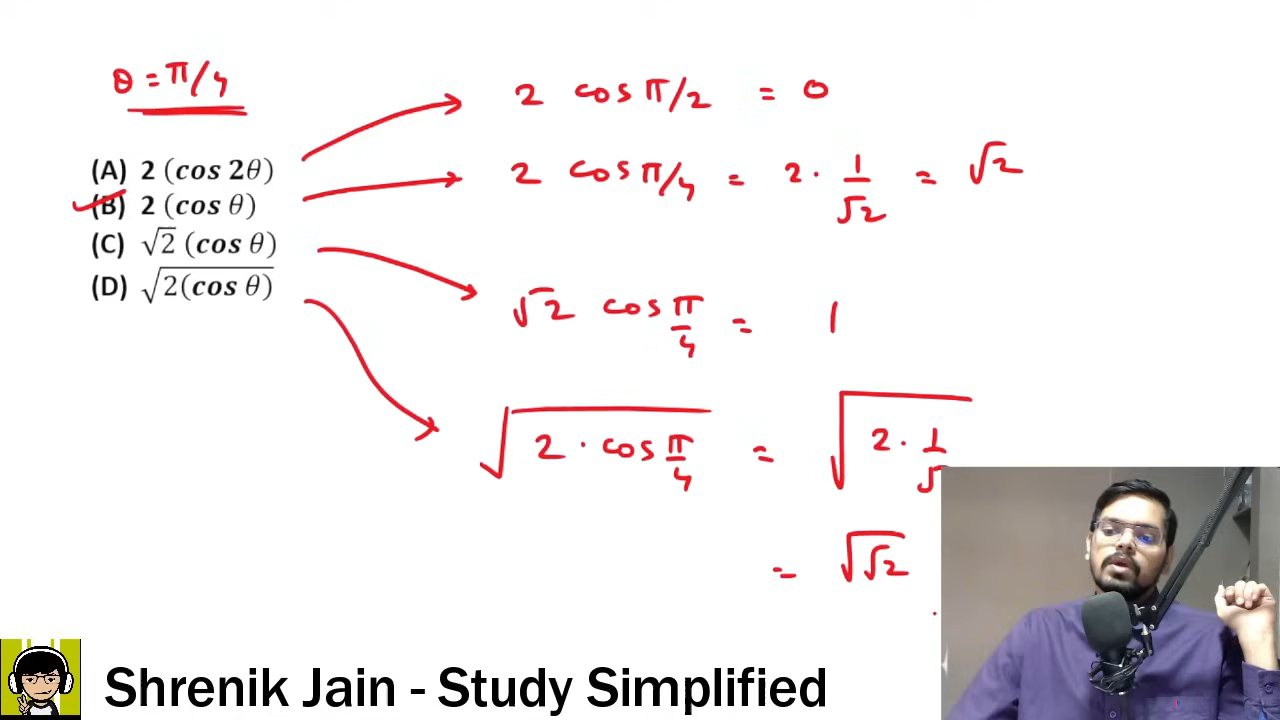 θ = π/4
(A) 2 (cos 2θ)
(B) 2 (cos θ)
(C) √2 (cos θ)
(D) √2(cos θ)
2 cos π/2 = 0
2 cos π/4 = 2 · 1/√2 = √2
√2 cos π/4 = 1
√2 · cos π/4 = √2 · 1/√
= √√2
Shrenik Jain - Study Simplified